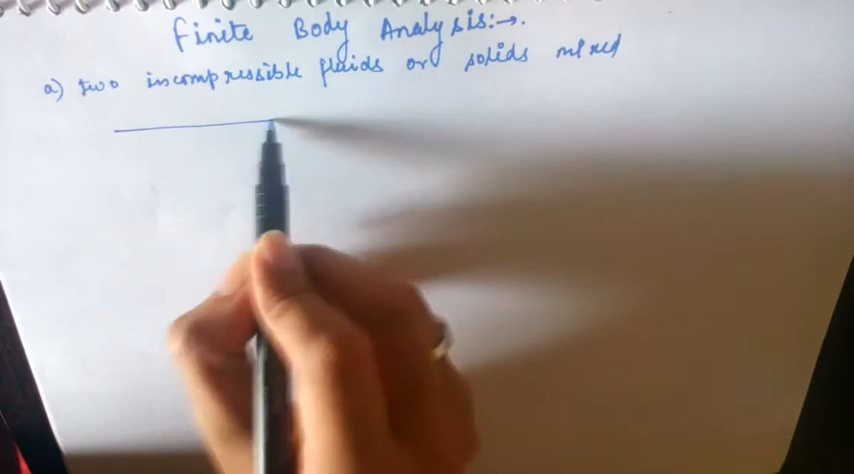 Finite Body Analysis:→.
a) two incompressible fluids or solids mixed